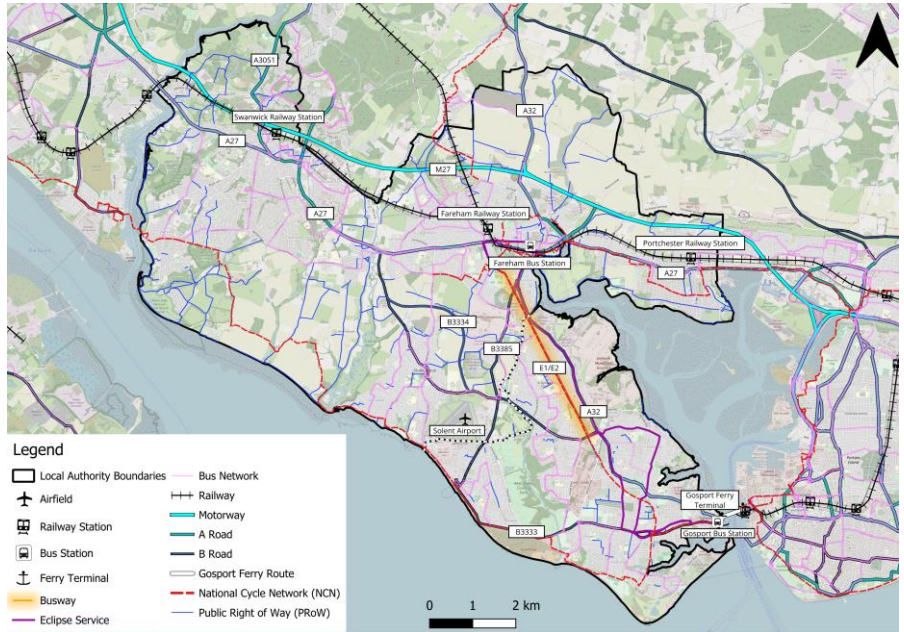 A3051
Swanwick Railway Station
A32
A27
M27
A27
Fareham Railway Station
Portchester Railway Station
Fareham Bus Station
A27
B3334
B3385
E1/E2
A32
Solent Airport
Gosport Ferry
Terminal
B3333
Gosport Bus Station
Legend
Local Authority Boundaries
Airfield
Railway Station
Bus Station
Ferry Terminal
Busway
Eclipse Service
Bus Network
Railway
Motorway
A Road
B Road
Gosport Ferry Route
National Cycle Network (NCN)
Public Right of Way (PRoW)
0 1 2 km